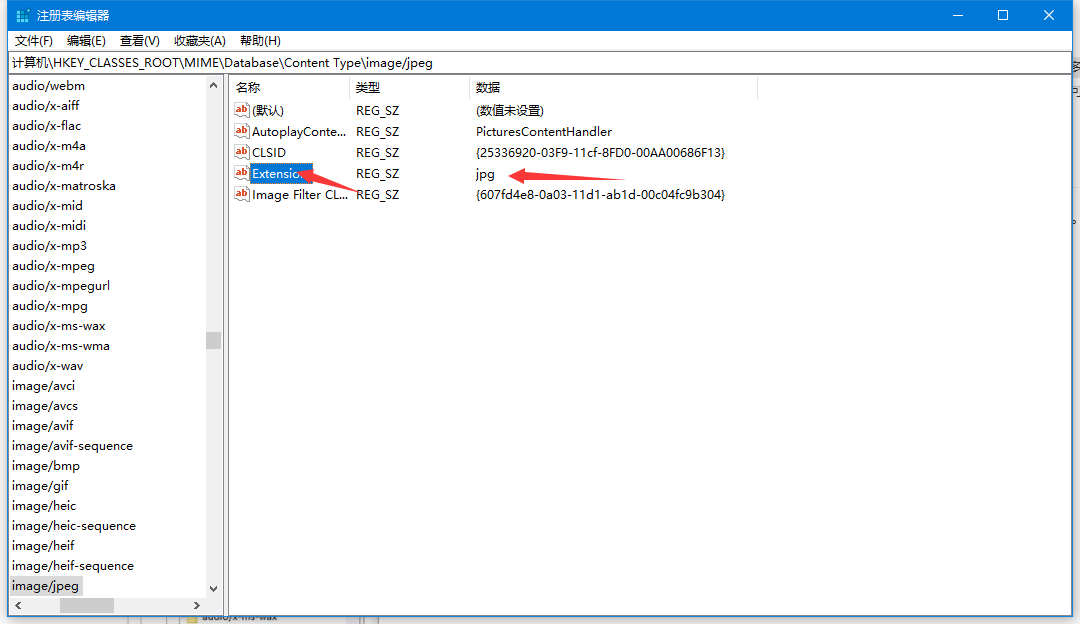 注册表编辑器
文件(F) 编辑(E) 查看(V) 收藏夹(A) 帮助(H)
计算机\HKEY_CLASSES_ROOT\MIME\Database\Content Type\image/jpeg
audio/webm
audio/x-aiff
audio/x-flac
audio/x-m4a
audio/x-m4r
audio/x-matroska
audio/x-mid
audio/x-midi
audio/x-mp3
audio/x-mpeg
audio/x-mpegurl
audio/x-mpg
audio/x-ms-wax
audio/x-ms-wma
audio/x-wav
image/avci
image/avcs
image/avif
image/avif-sequence
image/bmp
image/gif
image/heic
image/heic-sequence
image/heif
image/heif-sequence
image/jpeg
名称 类型 数据
ab (默认) REG_SZ (数值未设置)
ab AutoplayConte... REG_SZ PicturesContentHandler
ab CLSID REG_SZ {25336920-03F9-11cf-8FD0-00AA00686F13}
ab Extension REG_SZ jpg
ab Image Filter CL... REG_SZ {607fd4e8-0a03-11d1-ab1d-00c04fc9b304}
audio/x-ms-wax